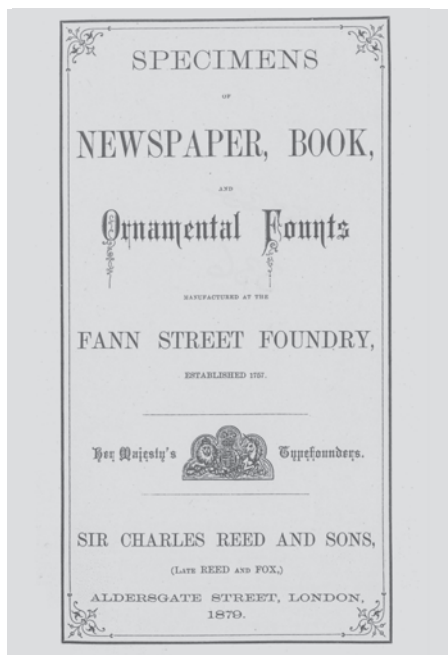 SPECIMENS
OF
NEWSPAPER, BOOK,
AND
Ornamental Founts
MANUFACTURED AT THE
FANN STREET FOUNDRY,
ESTABLISHED 1757.
Her Majesty's Typefounders.
SIR CHARLES REED AND SONS,
(LATE REED AND FOX,)
ALDERSGATE STREET, LONDON,
1879.